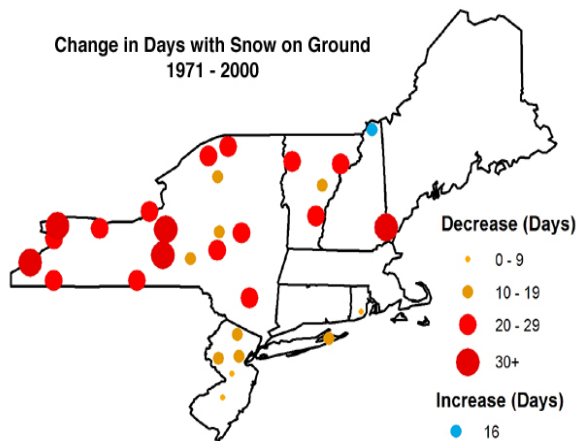 Change in Days with Snow on Ground
1971 - 2000
Decrease (Days)
0 - 9
10 - 19
20 - 29
30+
Increase (Days)
16